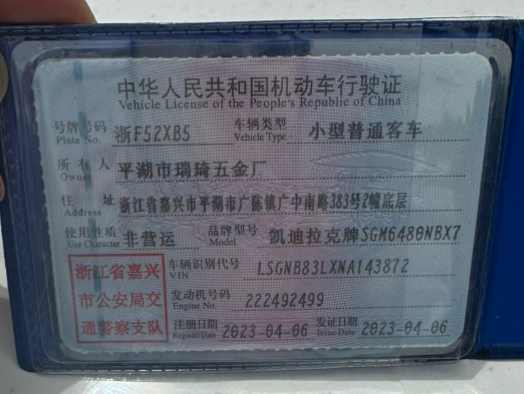 中华人民共和国机动车行驶证
Vehicle License of the People's Republic of China
号牌号码 浙F52XB5 车辆类型 小型普通客车
Plate No. Vehicle Type
所有人 平湖市瑞琦五金厂
Owner
住址 浙江省嘉兴市平湖市广陈镇广中南路383号2幢底层
Address
使用性质 非营运 品牌型号 凯迪拉克牌SGM6480NBX7
Use Character Model
浙江省嘉兴
市公安局交
通警察支队
车辆识别代号 LSGNB83LXNA143872
VIN
发动机号码 222492499
Engine No.
注册日期 2023-04-06 发证日期 2023-04-06
Register Date Issue Date